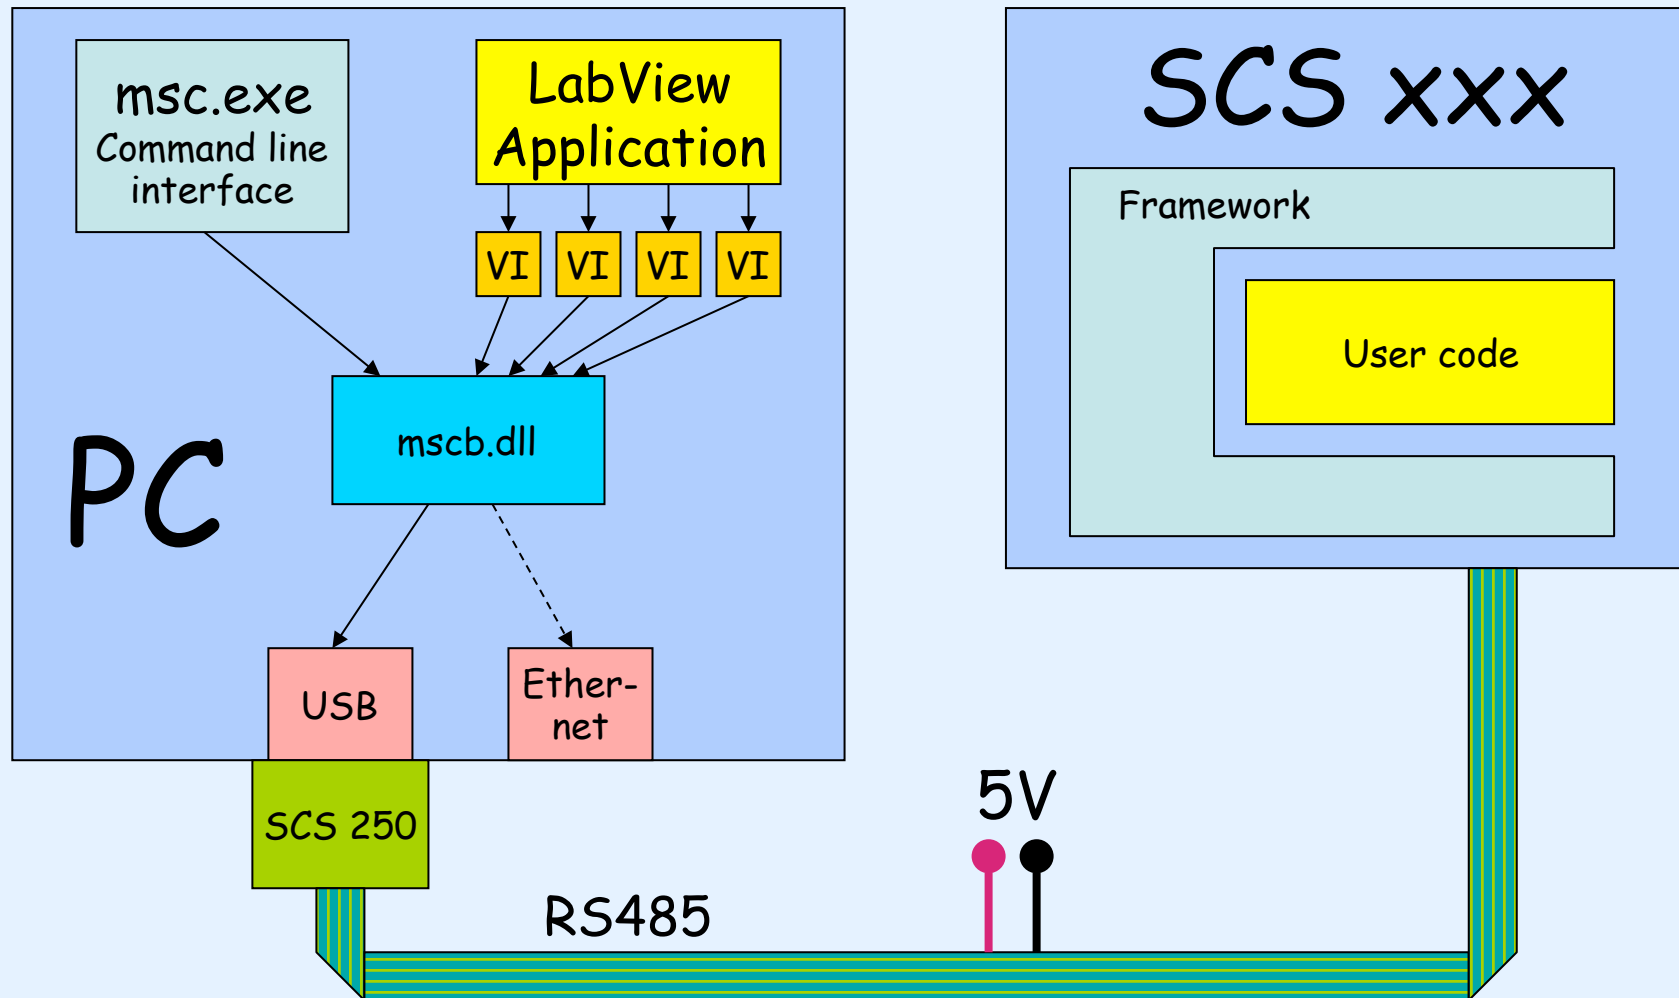 msc.exe
Command line
interface
LabView
Application
VI VI VI VI
mscb.dll
PC
USB
Ether-
net
SCS 250
RS485
5V
SCS xxx
Framework
User code